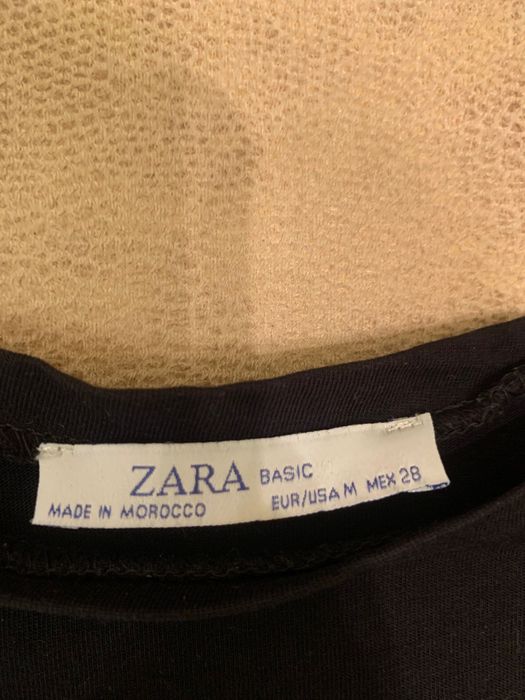 ZARA BASIC
MADE IN MOROCCO EUR/USA M MEX 28